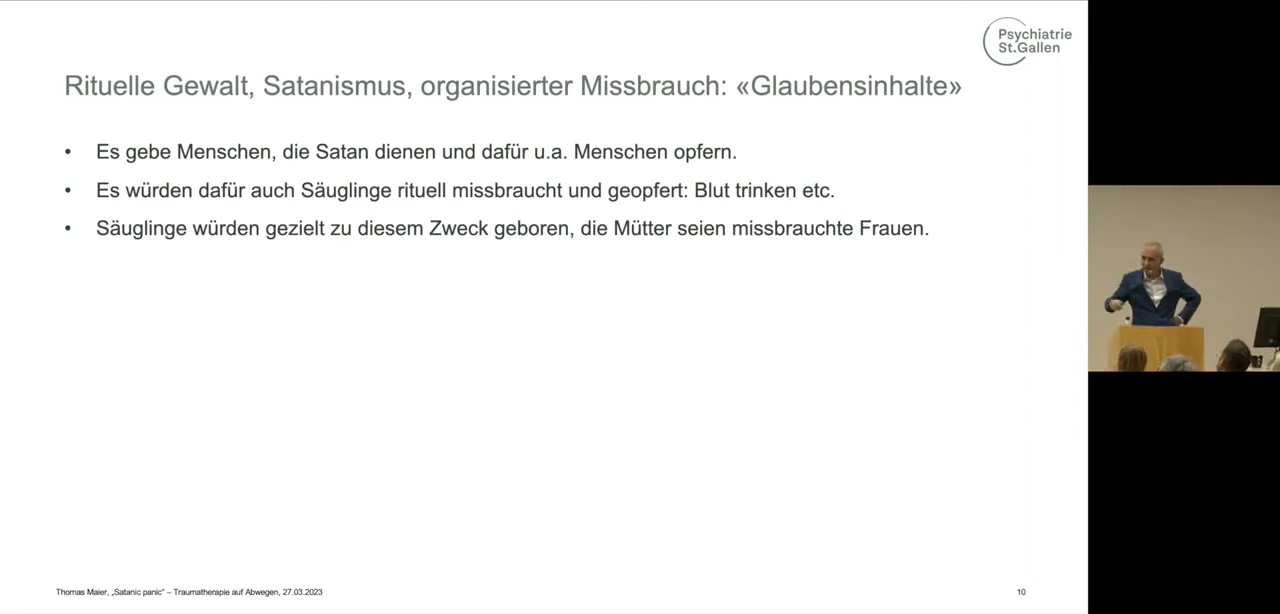 Psychiatrie
St.Gallen
Rituelle Gewalt, Satanismus, organisierter Missbrauch: «Glaubensinhalte»
• Es gebe Menschen, die Satan dienen und dafür u.a. Menschen opfern.
• Es würden dafür auch Säuglinge rituell missbraucht und geopfert: Blut trinken etc.
• Säuglinge würden gezielt zu diesem Zweck geboren, die Mütter seien missbrauchte Frauen.
Thomas Maier, „Satanic panic“ – Traumatherapie auf Abwegen, 27.03.2023
10